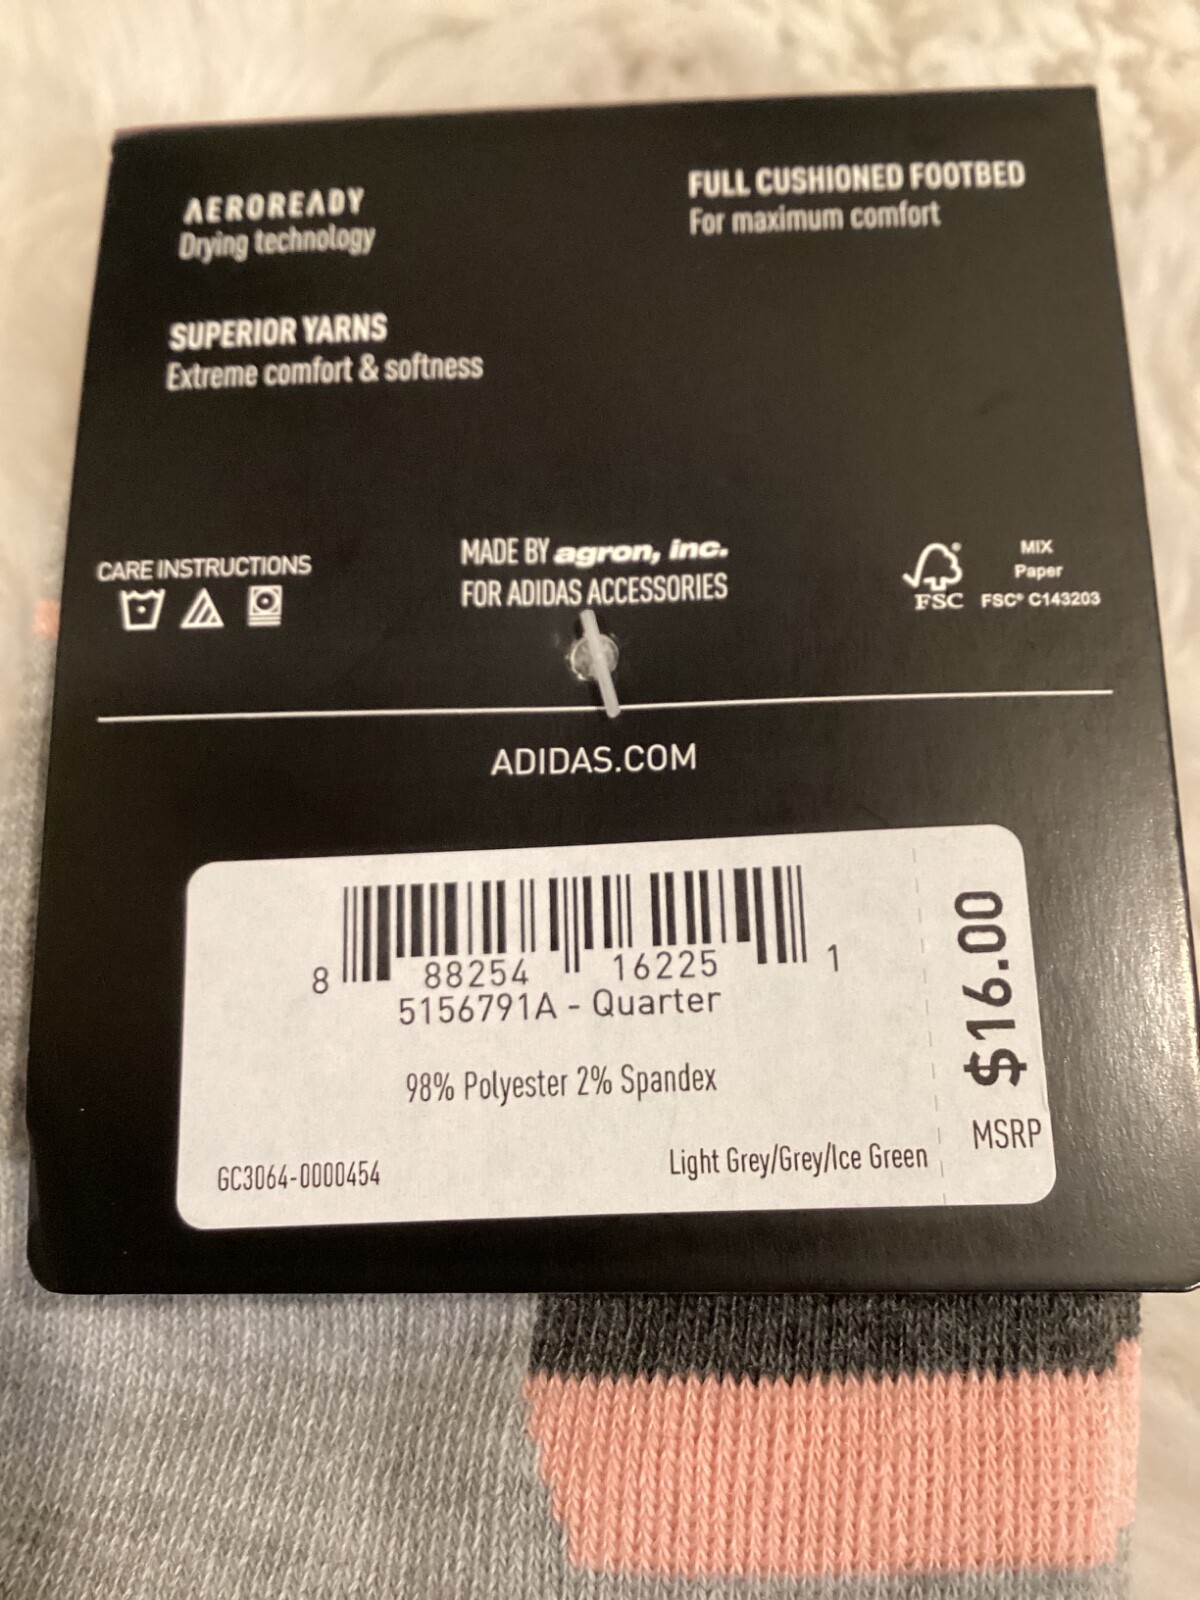 AEROREADY
Drying technology
FULL CUSHIONED FOOTBED
For maximum comfort
SUPERIOR YARNS
Extreme comfort & softness
CARE INSTRUCTIONS
MADE BY agron, inc.
FOR ADIDAS ACCESSORIES
FSC
MIX
Paper
FSC® C143203
ADIDAS.COM
8 88254 16225 1
5156791A - Quarter
98% Polyester 2% Spandex
GC3064-0000454
Light Grey/Grey/Ice Green
$16.00
MSRP